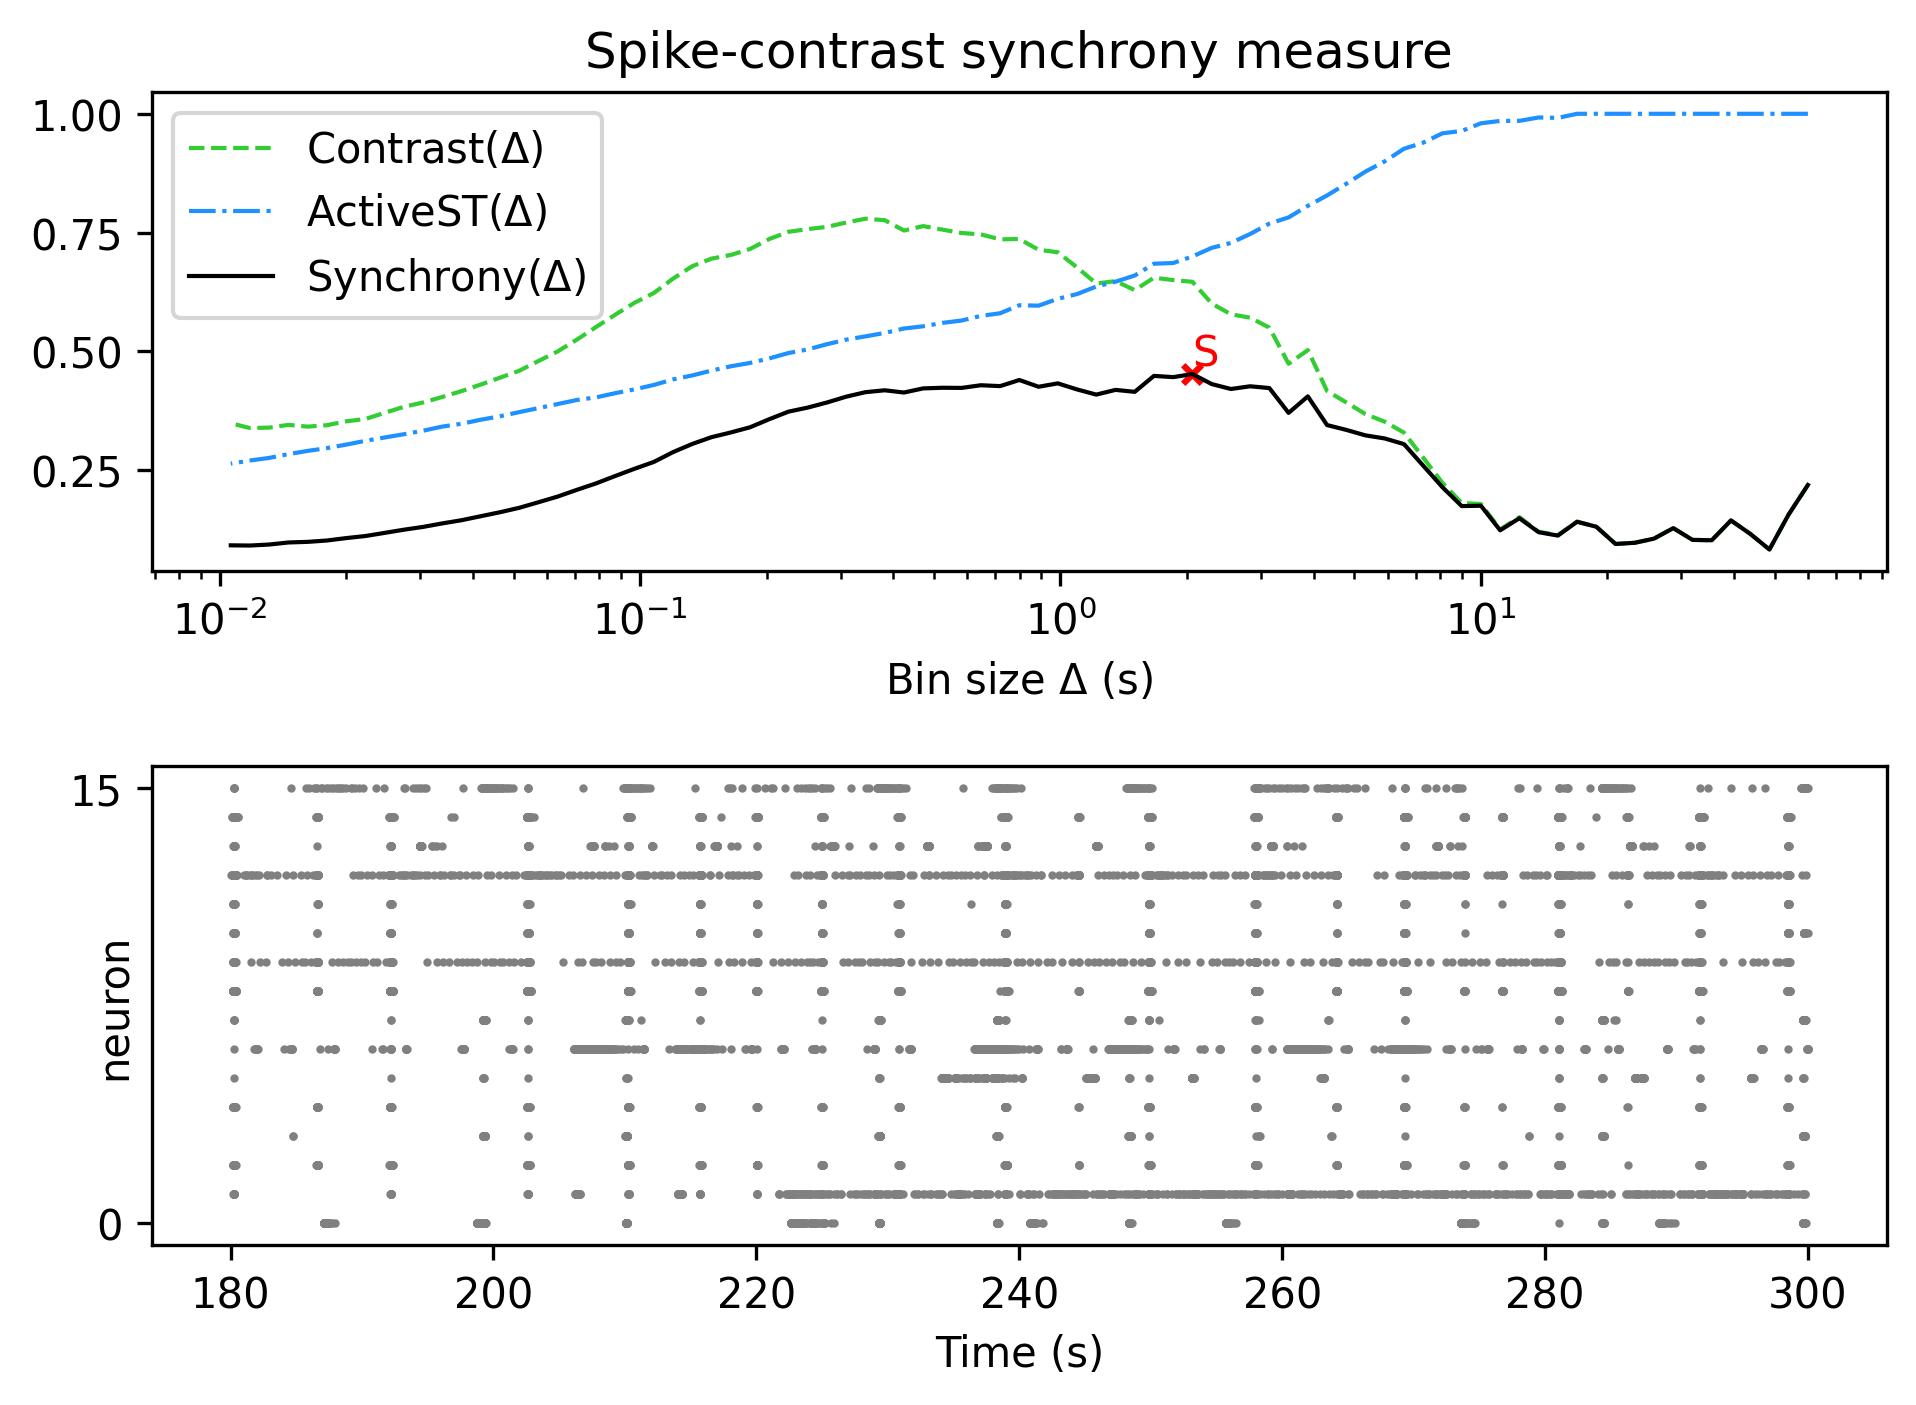 Spike-contrast synchrony measure
1.00
0.75
0.50
0.25
Contrast(Δ)
ActiveST(Δ)
Synchrony(Δ)
S
10⁻² 10⁻¹ 10⁰ 10¹
Bin size Δ (s)
15
0
neuron
180 200 220 240 260 280 300
Time (s)